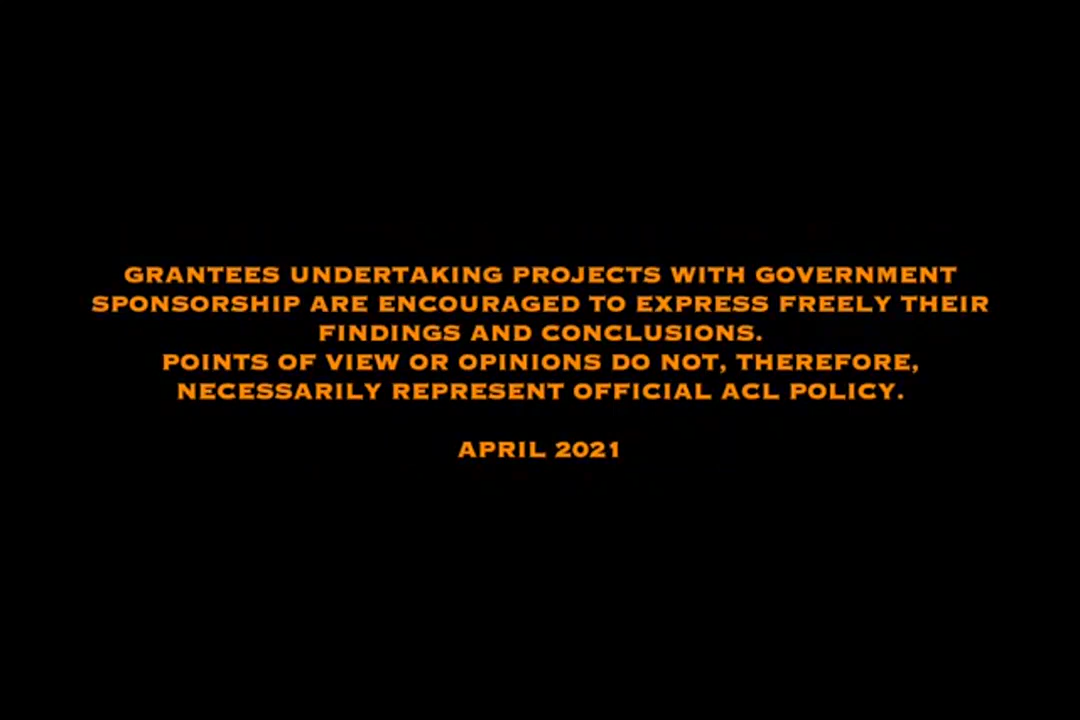 GRANTEES UNDERTAKING PROJECTS WITH GOVERNMENT
SPONSORSHIP ARE ENCOURAGED TO EXPRESS FREELY THEIR
FINDINGS AND CONCLUSIONS.
POINTS OF VIEW OR OPINIONS DO NOT, THEREFORE,
NECESSARILY REPRESENT OFFICIAL ACL POLICY.
APRIL 2021